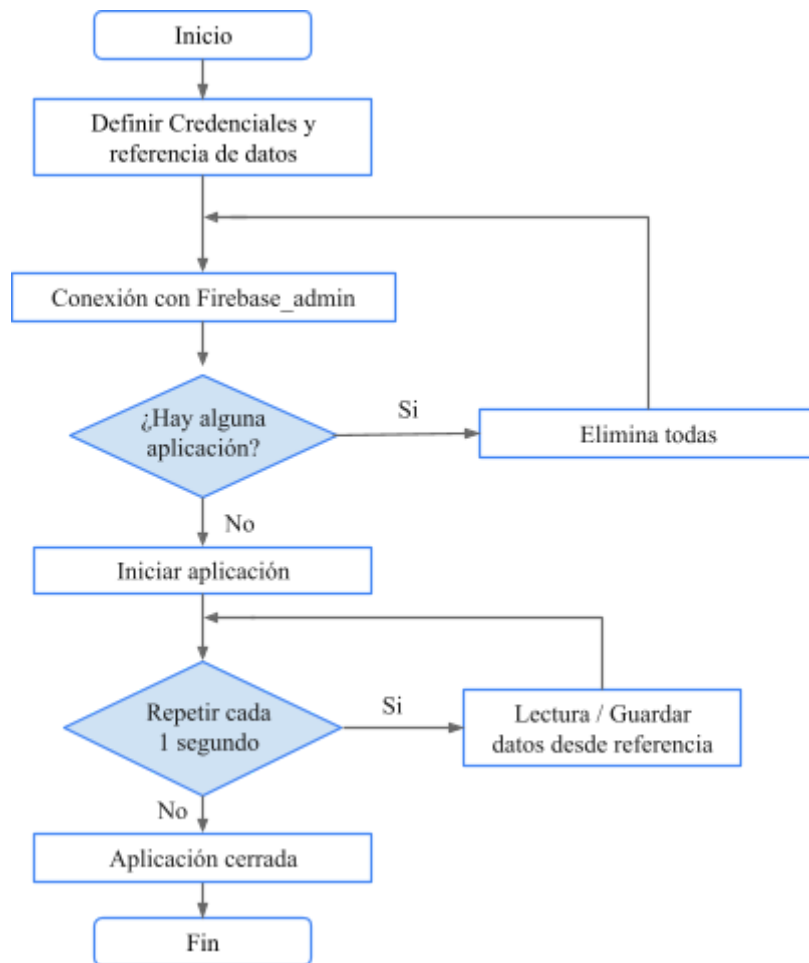 Inicio
Definir Credenciales y
referencia de datos
Conexión con Firebase_admin
¿Hay alguna
aplicación?
Si
Elimina todas
No
Iniciar aplicación
Repetir cada
1 segundo
Si
Lectura / Guardar
datos desde referencia
No
Aplicación cerrada
Fin